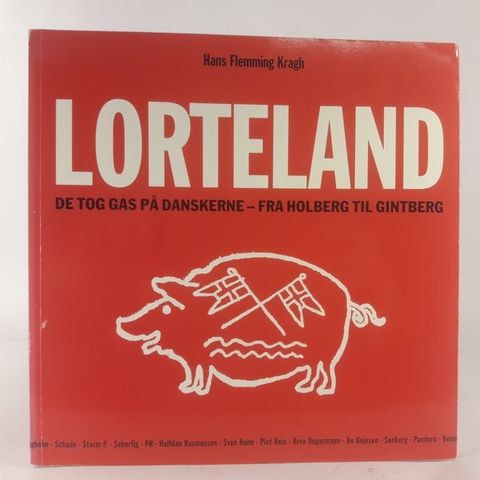 Hans Flemming Kragh
LORTELAND
DE TOG GAS PÅ DANSKERNE – FRA HOLBERG TIL GINTBERG
Schade · Storm P. · Scherfig · PH · Halfdan Rasmussen · Sven Holm · Piet Hein · Arne Ungermann · Bo Bojesen · Seeberg · Panduro ·